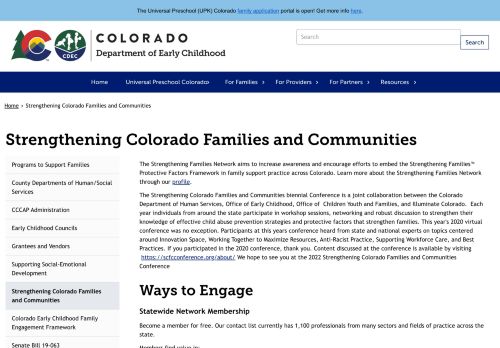 The Universal Preschool (UPK) Colorado family application portal is open! Get more info here.
COLORADO
Department of Early Childhood
CDEC
Search
Search
Home
Universal Preschool Colorado
For Families
For Providers
For Partners
Resources
Home › Strengthening Colorado Families and Communities
Strengthening Colorado Families and Communities
Programs to Support Families
County Departments of Human/Social
Services
CCCAP Administration
Early Childhood Councils
Grantees and Vendors
Supporting Social-Emotional
Development
Strengthening Colorado Families
and Communities
Colorado Early Childhood Family
Engagement Framework
Senate Bill 19-063
The Strengthening Families Network aims to increase awareness and encourage efforts to embed the Strengthening Families™
Protective Factors Framework in family support practice across Colorado. Learn more about the Strengthening Families Network
through our profile.
The Strengthening Colorado Families and Communities biennial Conference is a joint collaboration between the Colorado
Department of Human Services, Office of Early Childhood, Office of Children Youth and Families, and Illuminate Colorado. Each
year individuals from around the state participate in workshop sessions, networking and robust discussion to strengthen their
knowledge of effective child abuse prevention strategies and protective factors that strengthen families. This year's 2020 virtual
conference was no exception. Participants at this years conference heard from state and national experts on topics centered
around Innovation Space, Working Together to Maximize Resources, Anti-Racist Practice, Supporting Workforce Care, and Best
Practices. If you participated in the 2020 conference, thank you. Content discussed at the conference is available by visiting
https://scfcconference.org/about/ We hope to see you at the 2022 Strengthening Colorado Families and Communities
Conference
Ways to Engage
Statewide Network Membership
Become a member for free. Our contact list currently has 1,100 professionals from many sectors and fields of practice across the
state.
Members find value in: